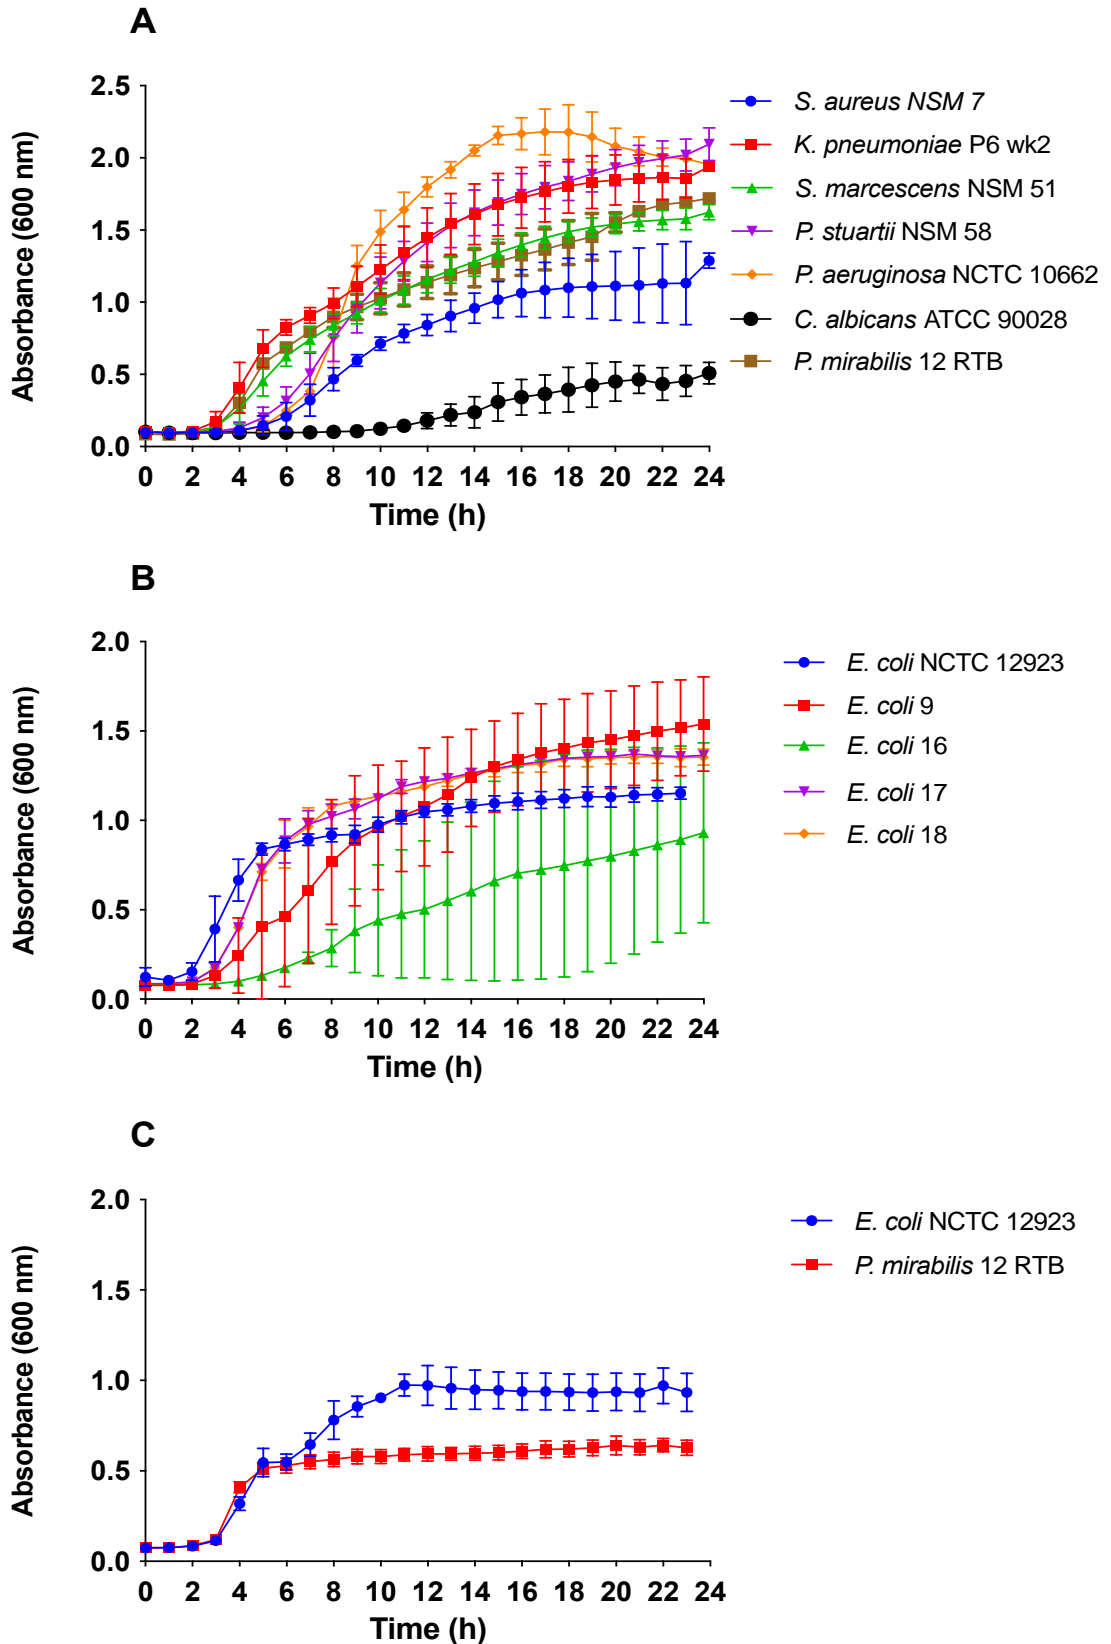 A
Absorbance (600 nm)
2.5
2.0
1.5
1.0
0.5
0.0
0 2 4 6 8 10 12 14 16 18 20 22 24
Time (h)
S. aureus NSM 7
K. pneumoniae P6 wk2
S. marcescens NSM 51
P. stuartii NSM 58
P. aeruginosa NCTC 10662
C. albicans ATCC 90028
P. mirabilis 12 RTB
B
Absorbance (600 nm)
2.0
1.5
1.0
0.5
0.0
0 2 4 6 8 10 12 14 16 18 20 22 24
Time (h)
E. coli NCTC 12923
E. coli 9
E. coli 16
E. coli 17
E. coli 18
C
Absorbance (600 nm)
2.0
1.5
1.0
0.5
0.0
0 2 4 6 8 10 12 14 16 18 20 22 24
Time (h)
E. coli NCTC 12923
P. mirabilis 12 RTB